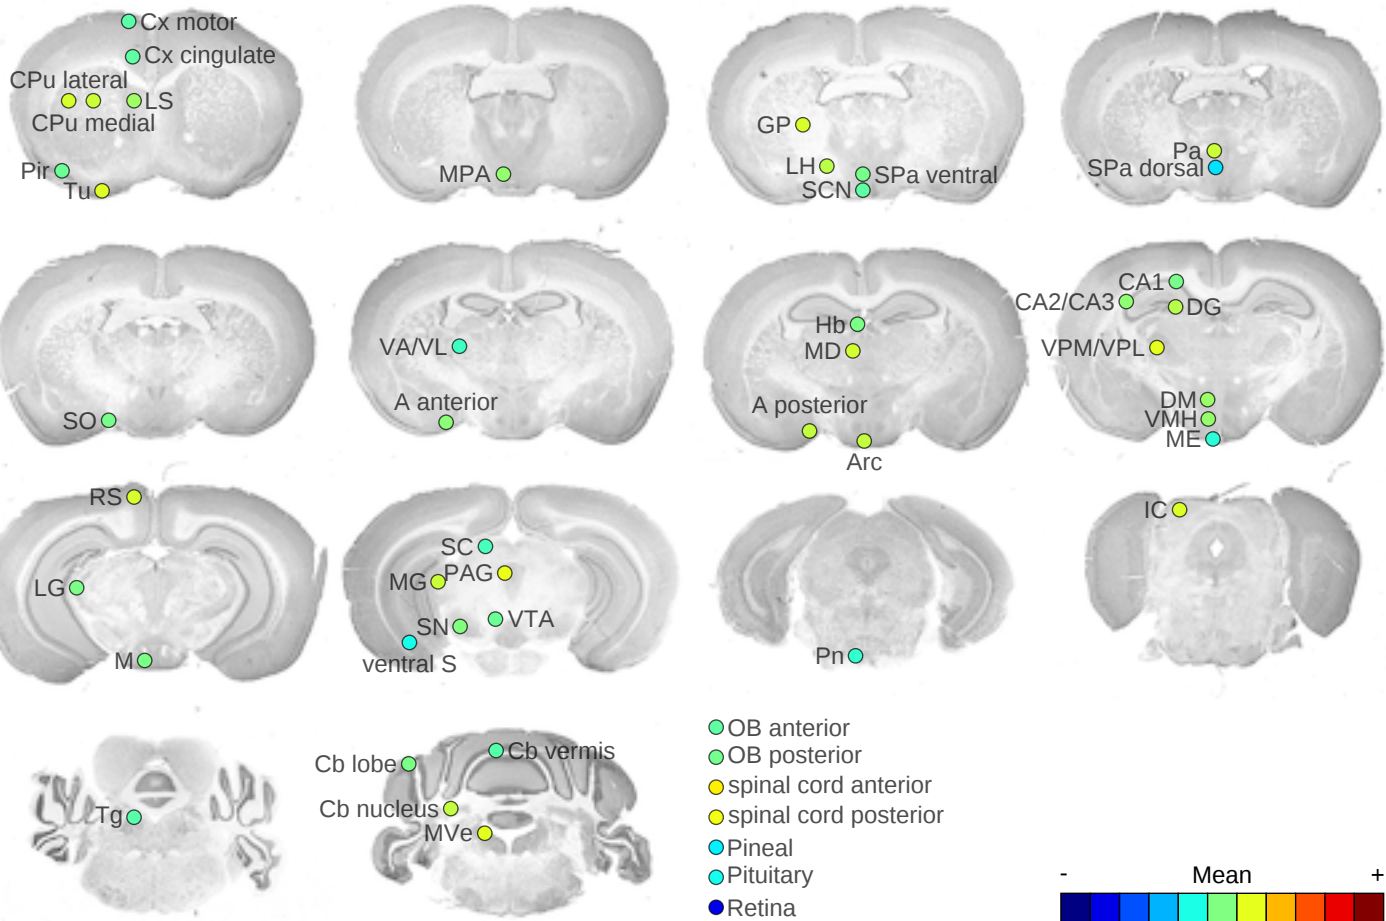 Cx motor
Cx cingulate
CPu lateral
LS
CPu medial
Pir
Tu
MPA
GP
LH
SPa ventral
SCN
Pa
SPa dorsal
SO
VA/VL
A anterior
Hb
MD
A posterior
Arc
CA1
CA2/CA3
DG
VPM/VPL
DM
VMH
ME
RS
LG
M
SC
MG
PAG
SN
VTA
ventral S
Pn
IC
Tg
Cb lobe
Cb vermis
Cb nucleus
MVe
OB anterior
OB posterior
spinal cord anterior
spinal cord posterior
Pineal
Pituitary
Retina
- Mean +